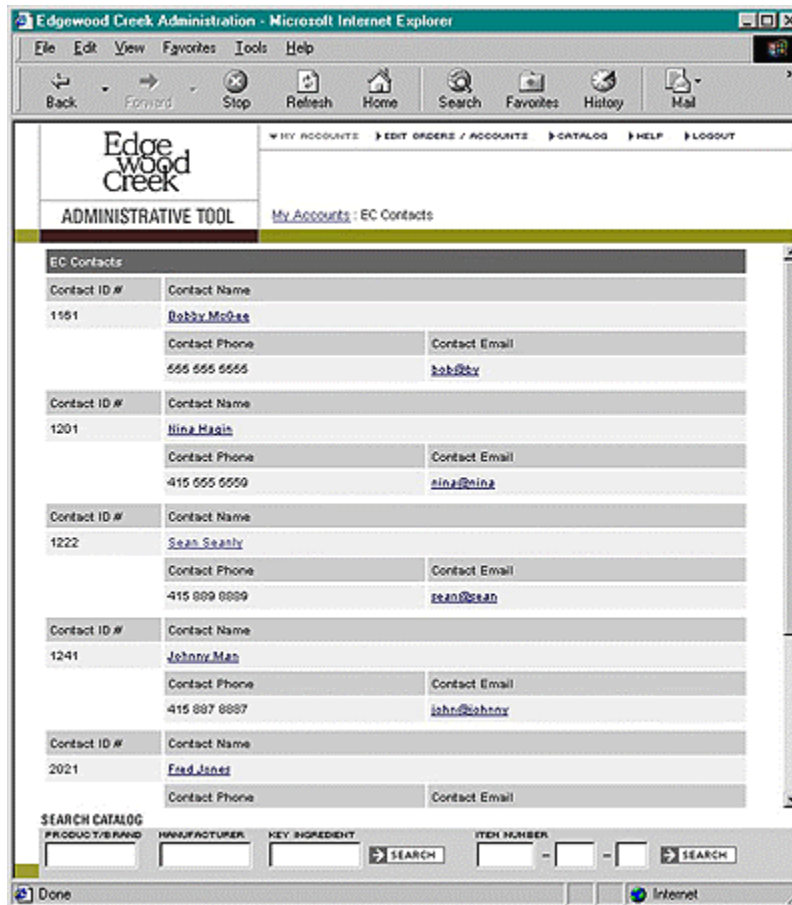 Edgewood Creek Administration - Microsoft Internet Explorer
File Edit View Favorites Tools Help
Back Forward Stop Refresh Home Search Favorites History Mail
MY ACCOUNTS EDIT ORDERS / ACCOUNTS CATALOG HELP LOGOUT
Edge
wood
Creek
ADMINISTRATIVE TOOL
My Accounts : EC Contacts
EC Contacts
Contact ID # Contact Name
1161 Bobby McGee
Contact Phone Contact Email
555 555 5555 bob@by
Contact ID # Contact Name
1201 Nina Hagin
Contact Phone Contact Email
415 555 5559 nina@nina
Contact ID # Contact Name
1222 Sean Seanly
Contact Phone Contact Email
415 889 8889 sean@sean
Contact ID # Contact Name
1241 Johnny Man
Contact Phone Contact Email
415 887 8887 john@johnny
Contact ID # Contact Name
2021 Fred Jones
Contact Phone Contact Email
SEARCH CATALOG
PRODUCT/BRAND MANUFACTURER KEY INGREDIENT ITEM NUMBER
SEARCH – – SEARCH
Done Internet